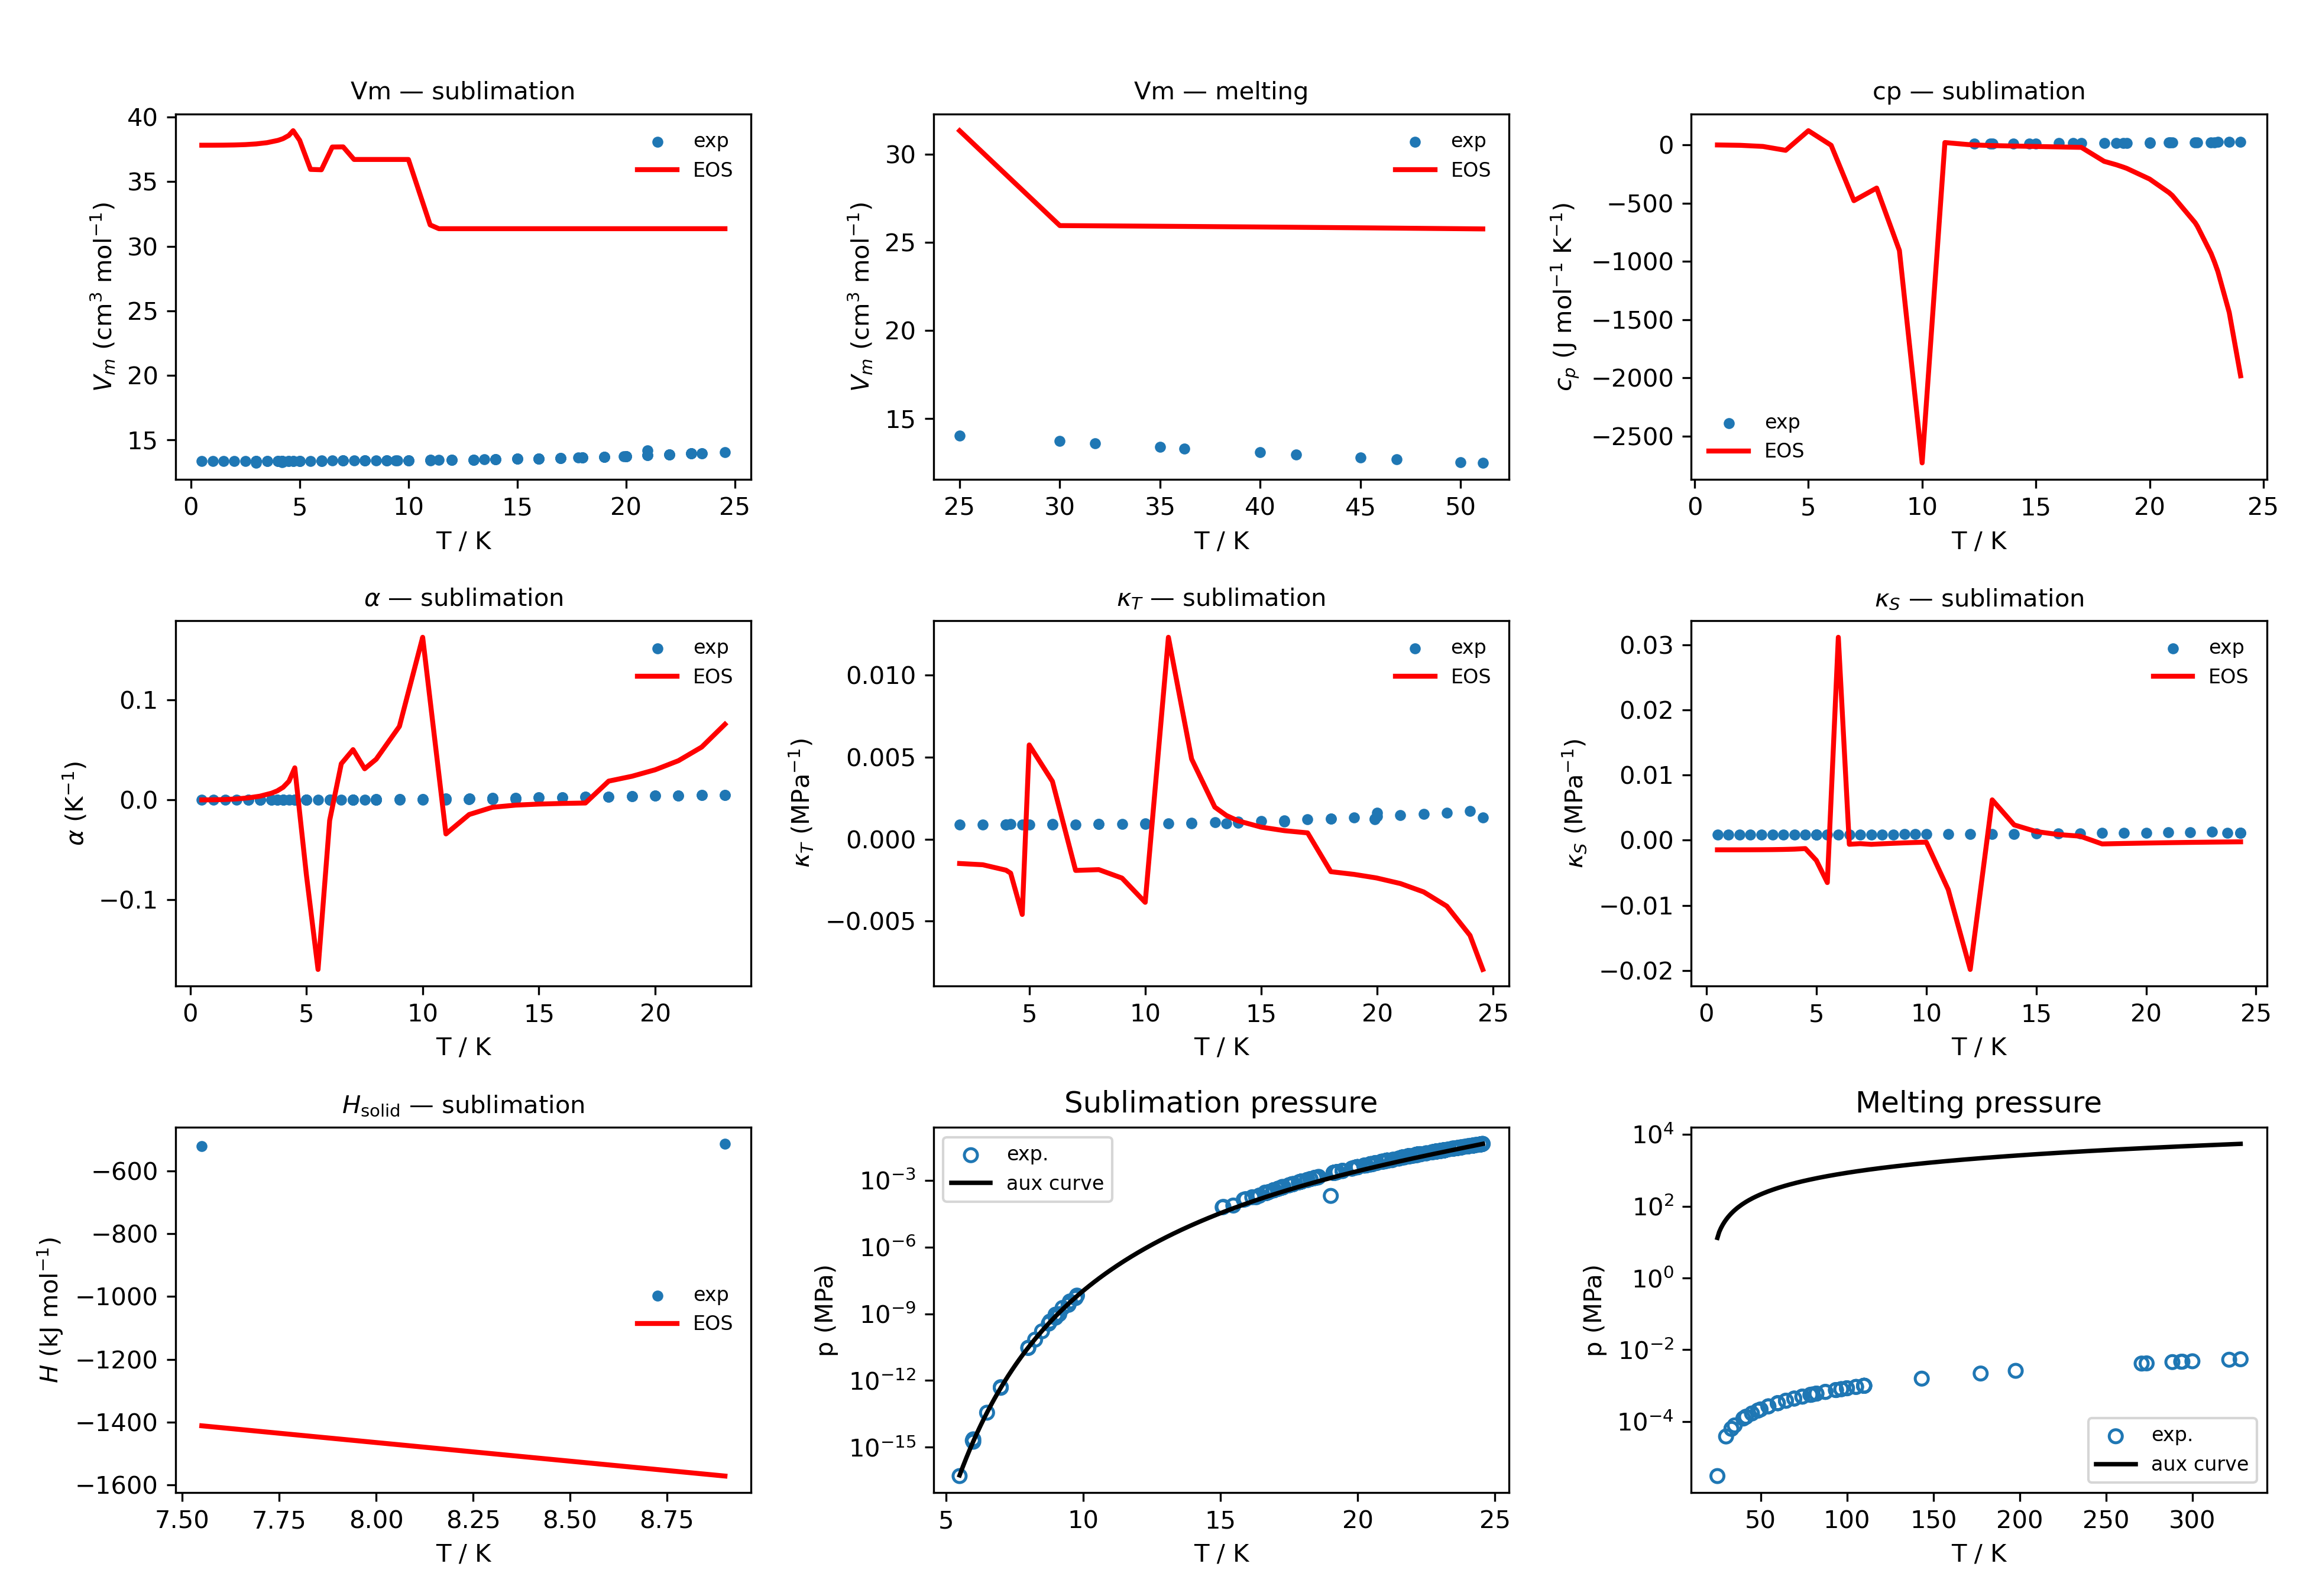 Vm — sublimation
40
35
30
25
20
15
V_m (cm³ mol⁻¹)
0 5 10 15 20 25
T / K
exp
EOS
Vm — melting
30
25
20
15
V_m (cm³ mol⁻¹)
25 30 35 40 45 50
T / K
exp
EOS
cp — sublimation
0
−500
−1000
−1500
−2000
−2500
c_p (J mol⁻¹ K⁻¹)
0 5 10 15 20 25
T / K
exp
EOS
α — sublimation
0.1
0.0
−0.1
α (K⁻¹)
0 5 10 15 20
T / K
exp
EOS
κ_T — sublimation
0.010
0.005
0.000
−0.005
κ_T (MPa⁻¹)
5 10 15 20 25
T / K
exp
EOS
κ_S — sublimation
0.03
0.02
0.01
0.00
−0.01
−0.02
κ_S (MPa⁻¹)
0 5 10 15 20 25
T / K
exp
EOS
H_solid — sublimation
−600
−800
−1000
−1200
−1400
−1600
H (kJ mol⁻¹)
7.50 7.75 8.00 8.25 8.50 8.75
T / K
exp
EOS
Sublimation pressure
10⁻³
10⁻⁶
10⁻⁹
10⁻¹²
10⁻¹⁵
p (MPa)
5 10 15 20 25
T / K
exp.
aux curve
Melting pressure
10⁴
10²
10⁰
10⁻²
10⁻⁴
p (MPa)
50 100 150 200 250 300
T / K
exp.
aux curve